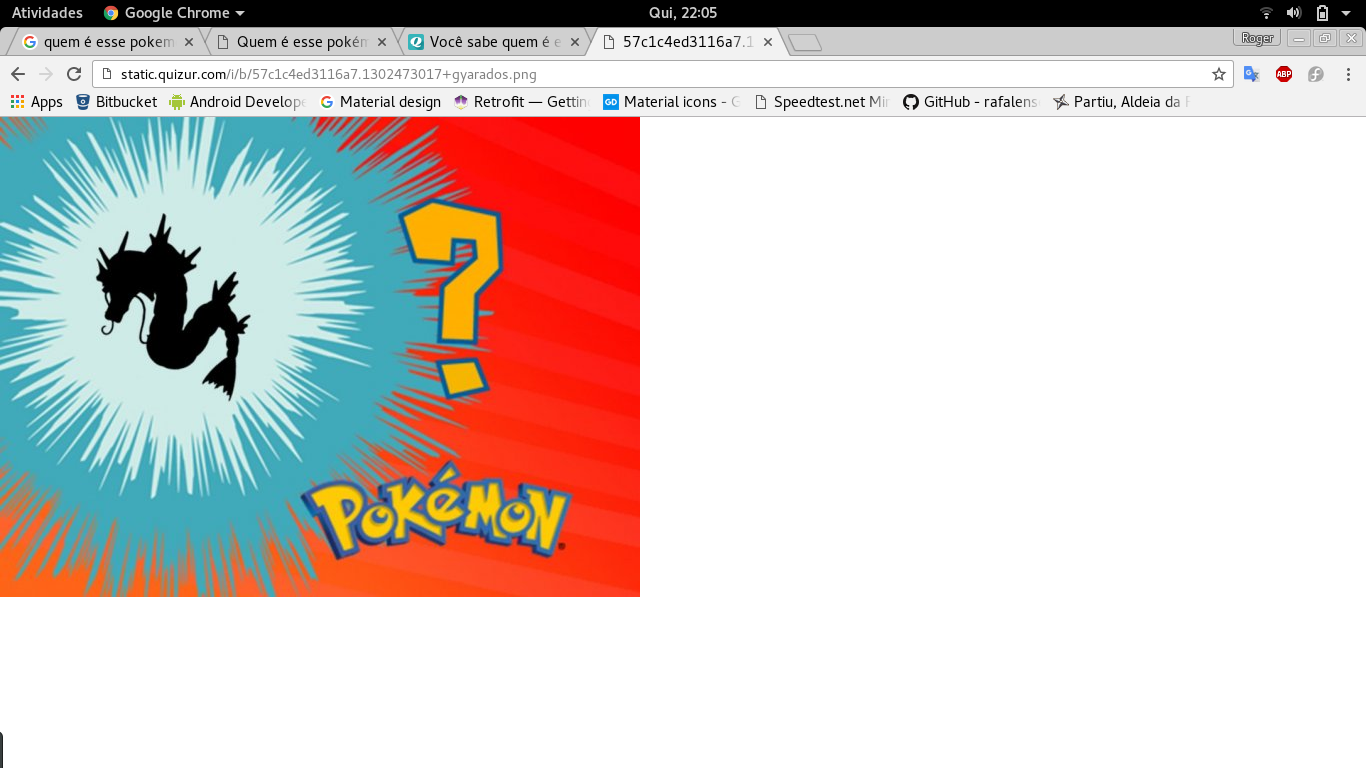 Atividades Google Chrome Qui, 22:05
quem é esse pokem Quem é esse pokém Você sabe quem é e 57c1c4ed3116a7.1 Roger
static.quizur.com/i/b/57c1c4ed3116a7.1302473017+gyarados.png ABP
Apps Bitbucket Android Develope Material design GD Retrofit — Gettin Material icons - G Speedtest.net Min GitHub - rafalens Partiu, Aldeia da
?
POKéMON